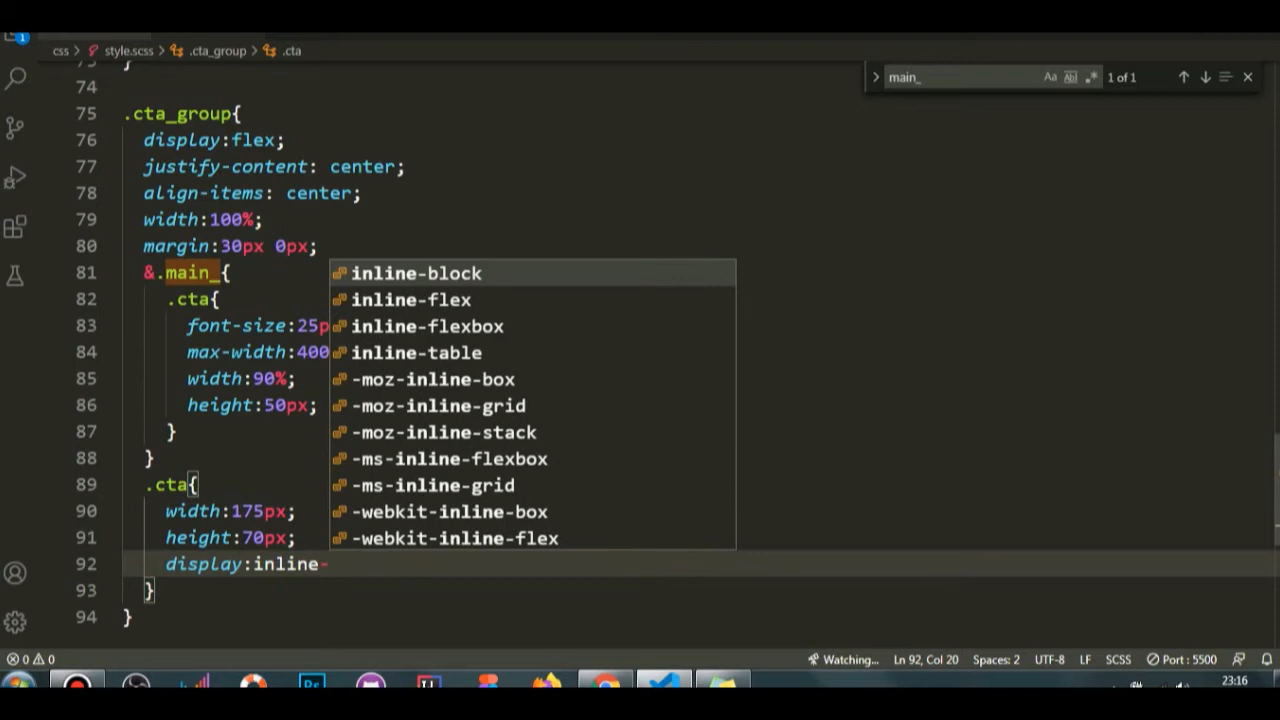 1
css > style.scss > .cta_group > .cta
main_
Aa Abl .* 1 of 1
74
75 .cta_group{
76 display:flex;
77 justify-content: center;
78 align-items: center;
79 width:100%;
80 margin:30px 0px;
81 &.main_{
82 .cta{
83 font-size:25p
84 max-width:400
85 width:90%;
86 height:50px;
87 }
88 }
89 .cta{
90 width:175px;
91 height:70px;
92 display:inline-
93 }
94 }
inline-block
inline-flex
inline-flexbox
inline-table
-moz-inline-box
-moz-inline-grid
-moz-inline-stack
-ms-inline-flexbox
-ms-inline-grid
-webkit-inline-box
-webkit-inline-flex
0 0
Watching... Ln 92, Col 20 Spaces: 2 UTF-8 LF SCSS Port : 5500
Ps
23:16